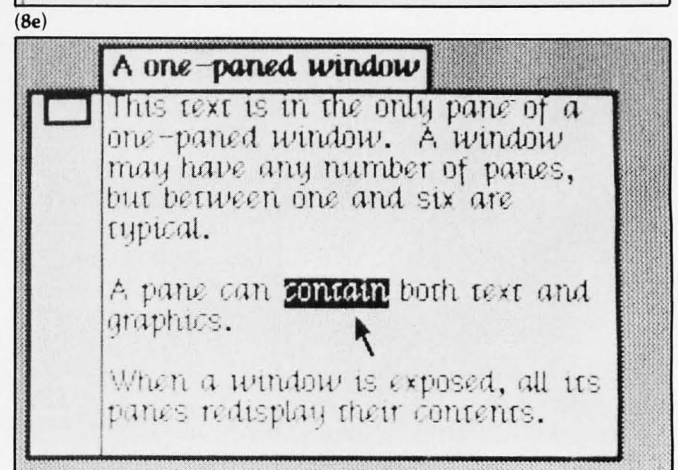 (8e)
A one-paned window
This text is in the only pane of a
one-paned window. A window
may have any number of panes,
but between one and six are
typical.
A pane can contain both text and
graphics.
When a window is exposed, all its
panes redisplay their contents.